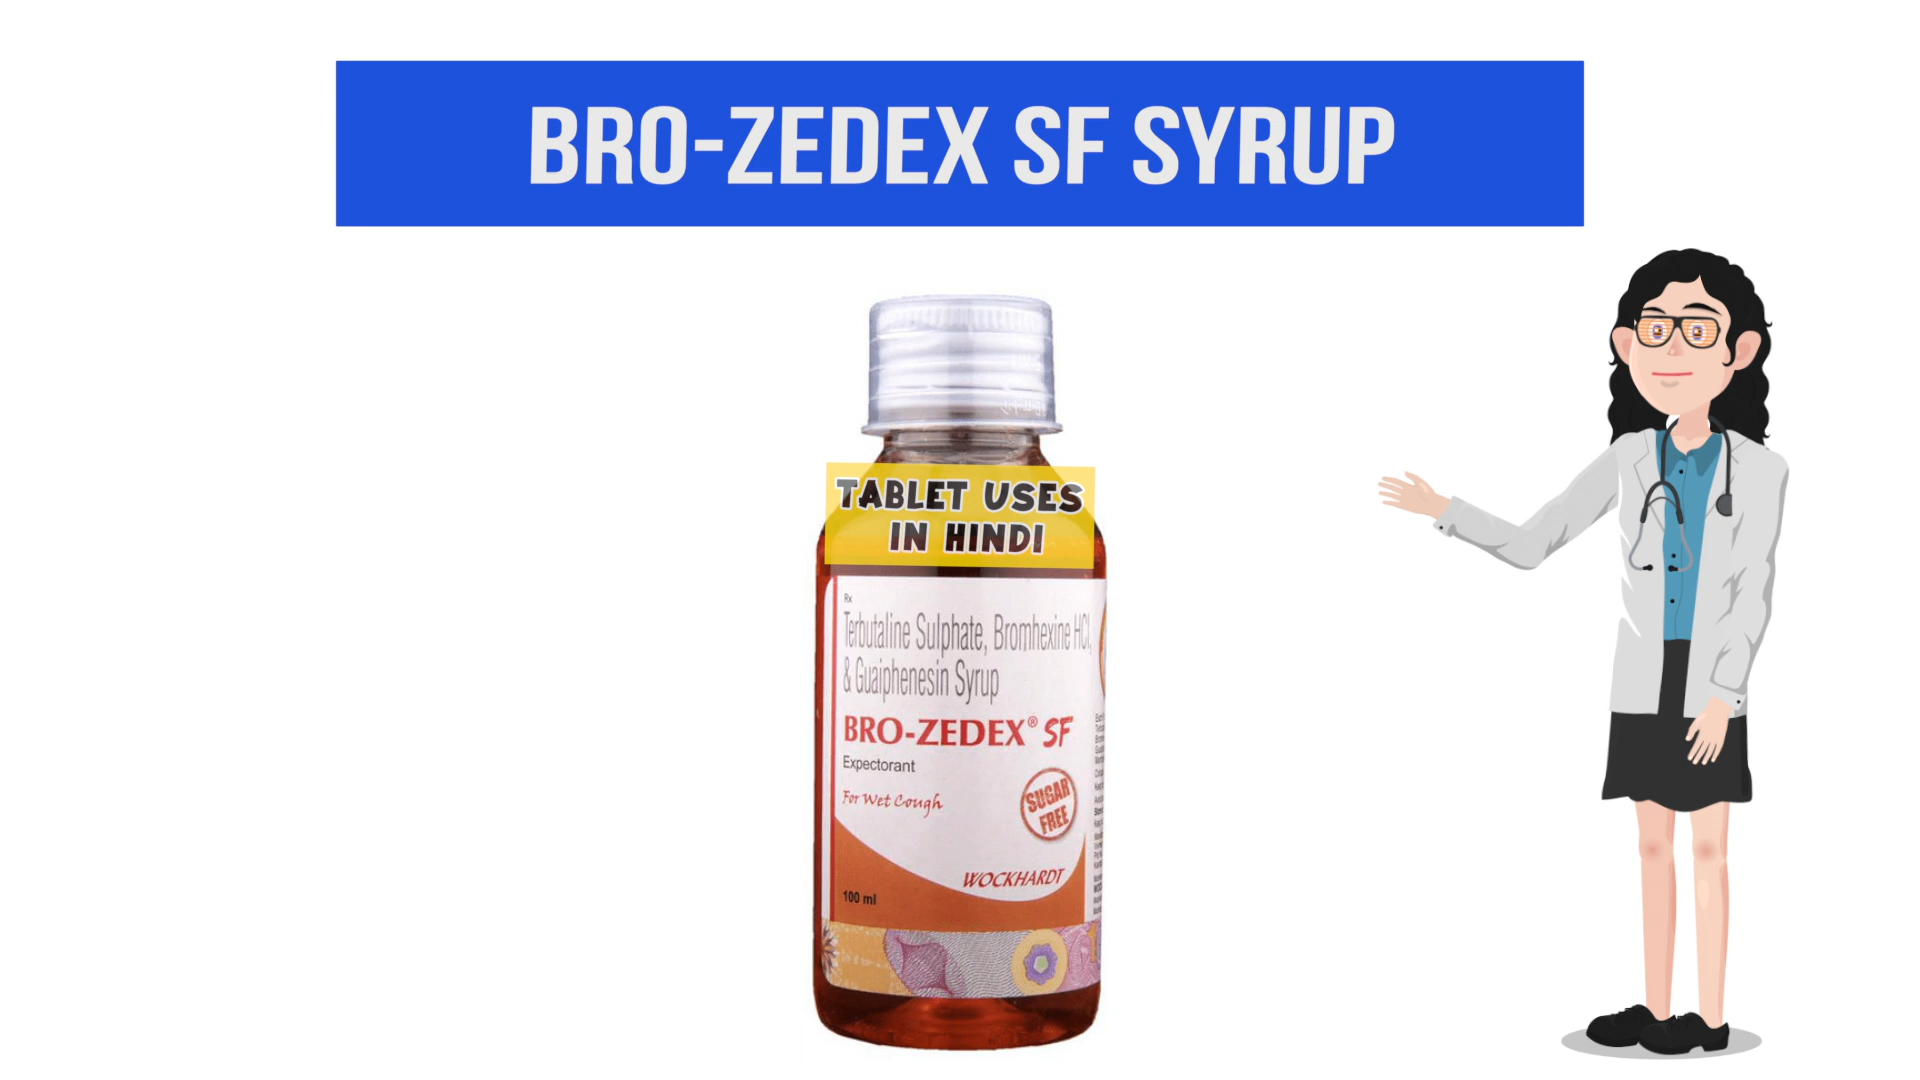 BRO-ZEDEX SF SYRUP
TABLET USES
IN HINDI
Rx
Terbutaline Sulphate, Bromhexine HCl,
& Guaiphenesin Syrup
BRO-ZEDEX® SF
Expectorant
For Wet Cough
SUGAR
FREE
WOCKHARDT
100 ml